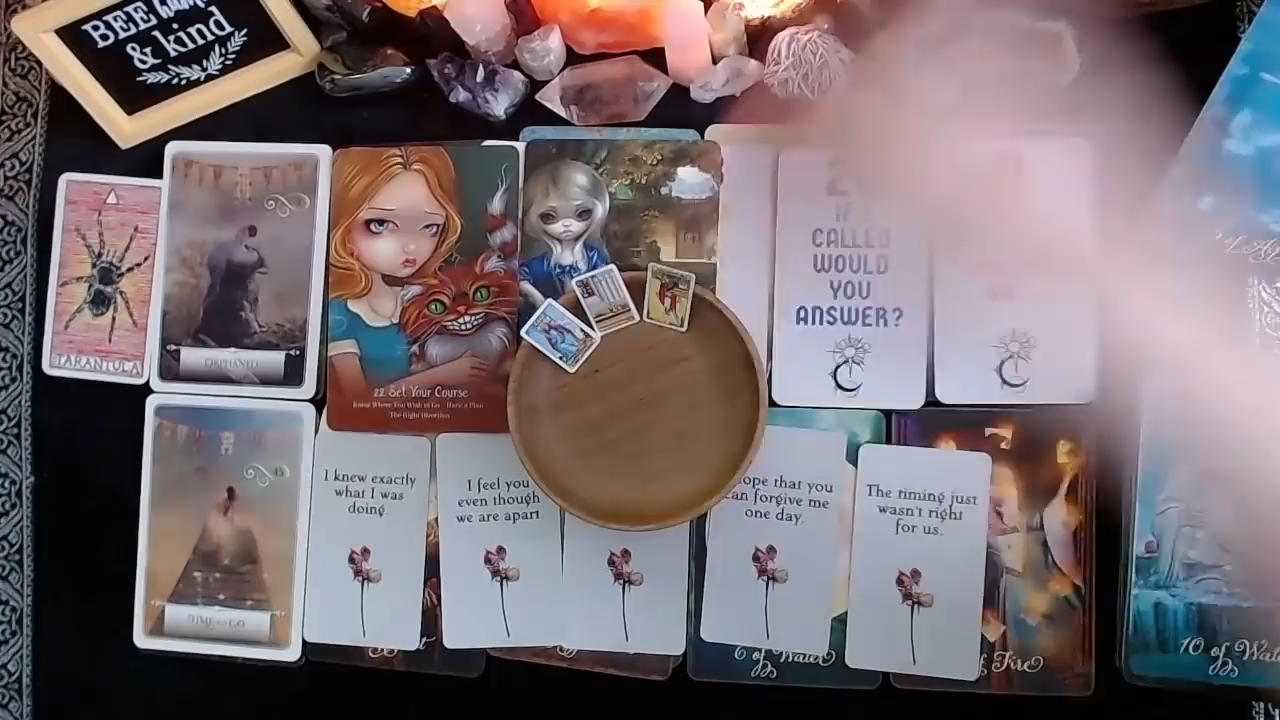 BEE
& kind
TARANTULA
ORPHANED
22 Set Your Course
Know Where You Wish to Go - Have a Plan
The Right Direction
CALLED
WOULD
YOU
ANSWER?
TIME TO GO
I knew exactly
what I was
doing.
I feel you
even though
we are apart.
ope that you
can forgive me
one day.
The timing just
wasn't right
for us.
6 of Water
Fire
10 of Wat